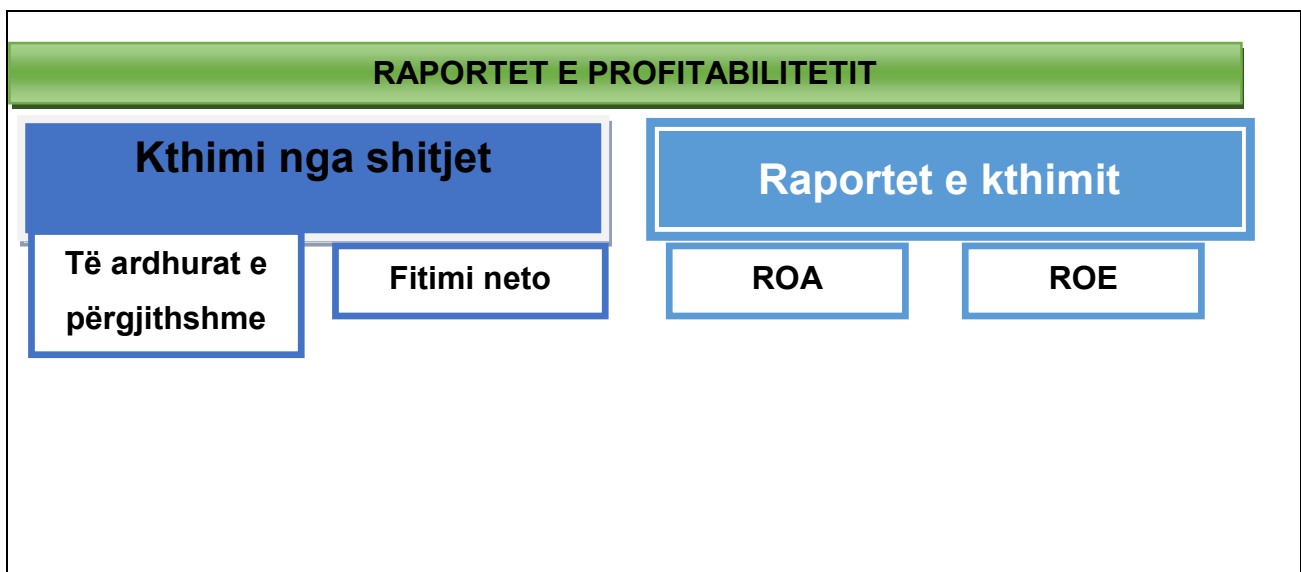 RAPORTET E PROFITABILITETIT
Kthimi nga shitjet
Raportet e kthimit
Të ardhurat e
përgjithshme
Fitimi neto
ROA
ROE